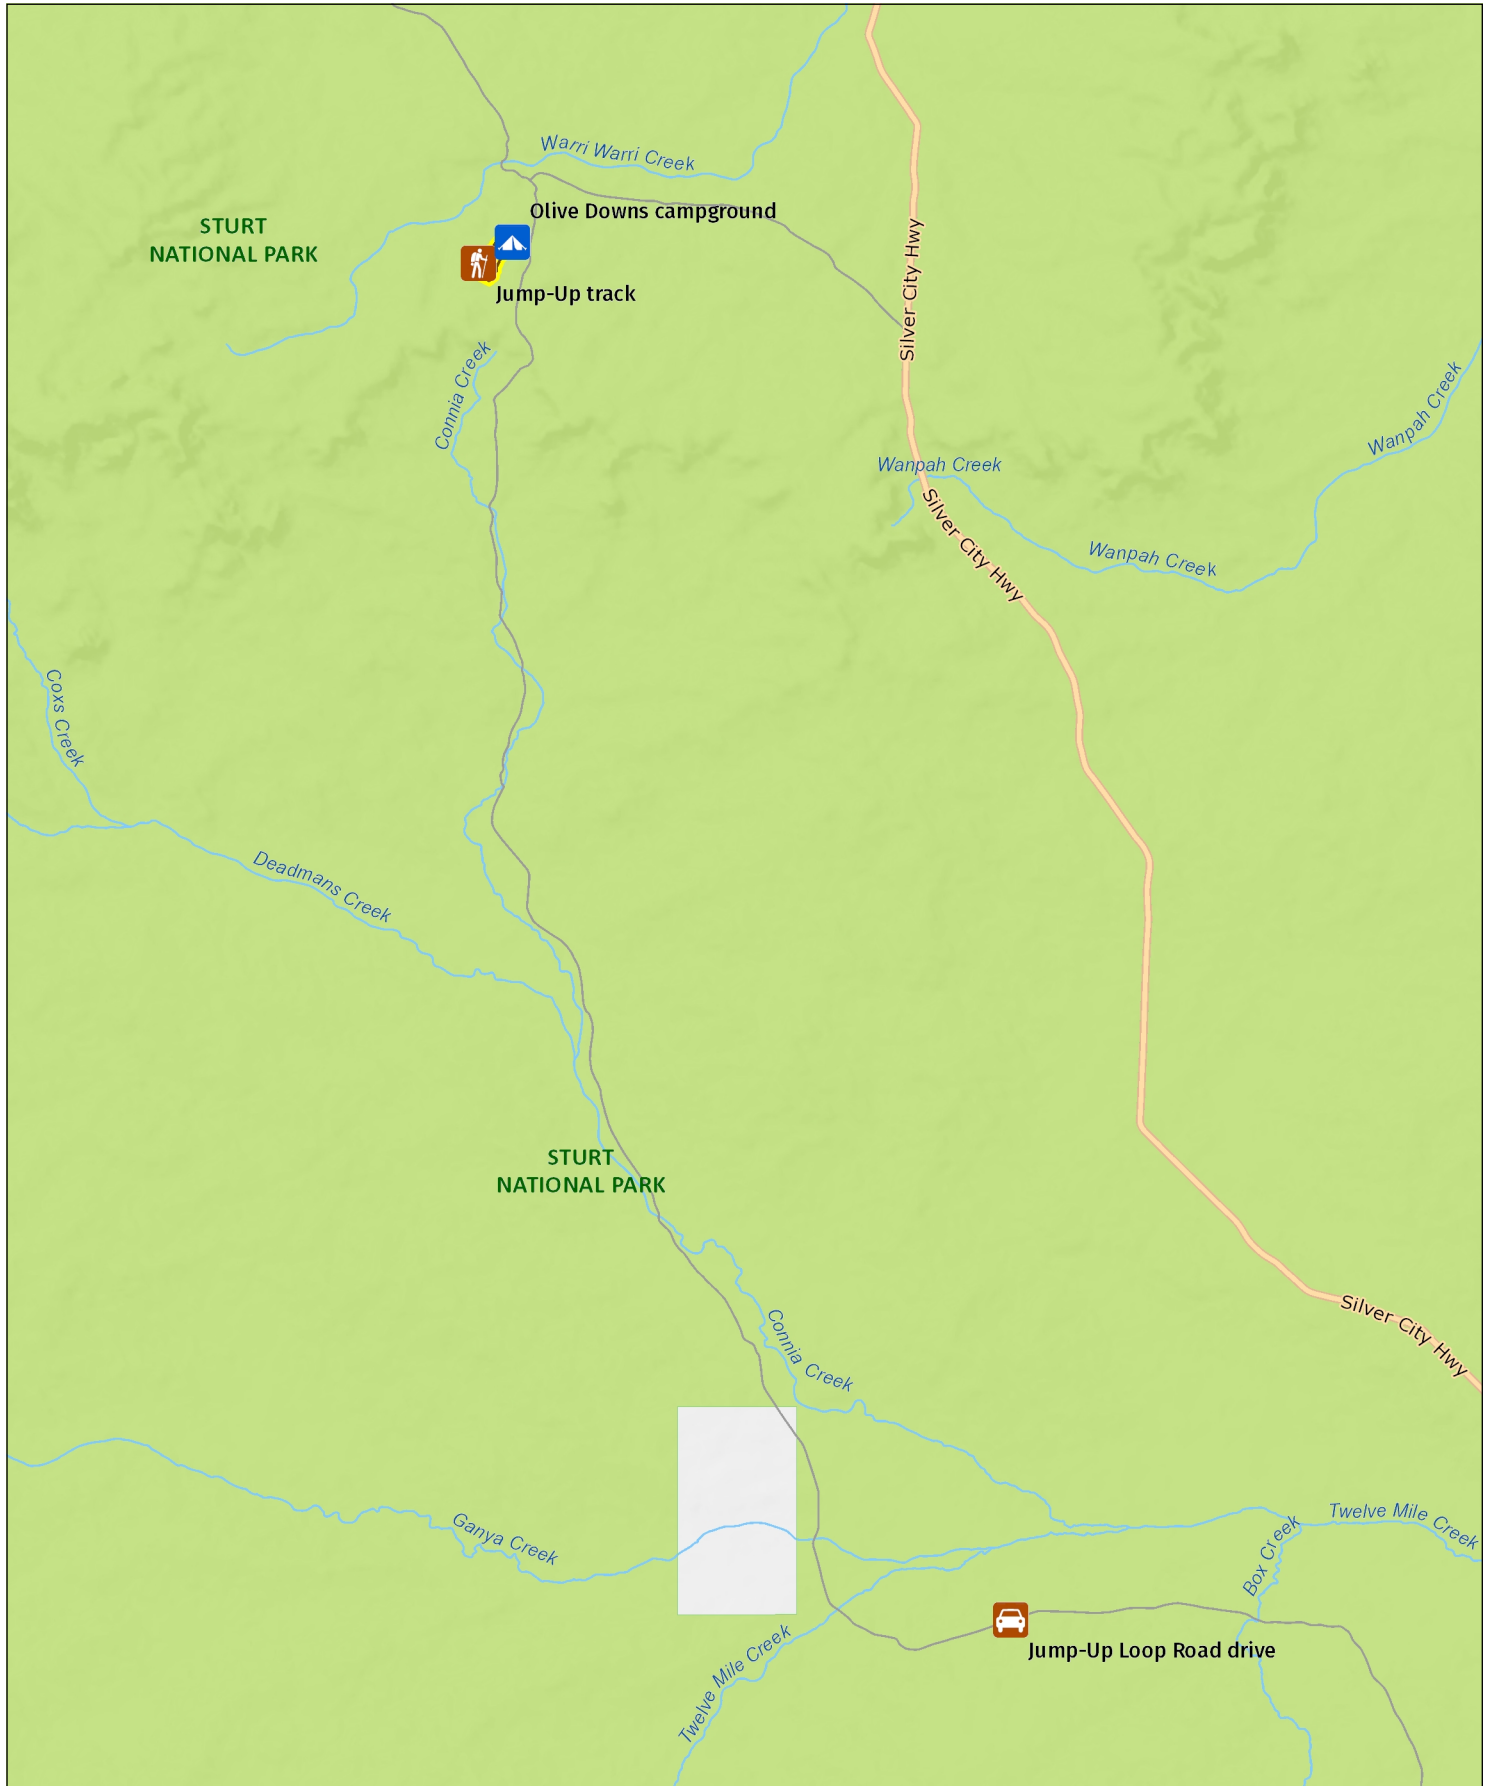 Warri Warri Creek
Silver City Hwy
Olive Downs campground
STURT
NATIONAL PARK
Jump-Up track
Connia Creek
Wanpah Creek
Wanpah Creek
Silver City Hwy
Wanpah Creek
Coxs Creek
Deadmans Creek
STURT
NATIONAL PARK
Silver City Hwy
Connia Creek
Ganya Creek
Twelve Mile Creek
Box Creek
Jump-Up Loop Road drive
Twelve Mile Creek